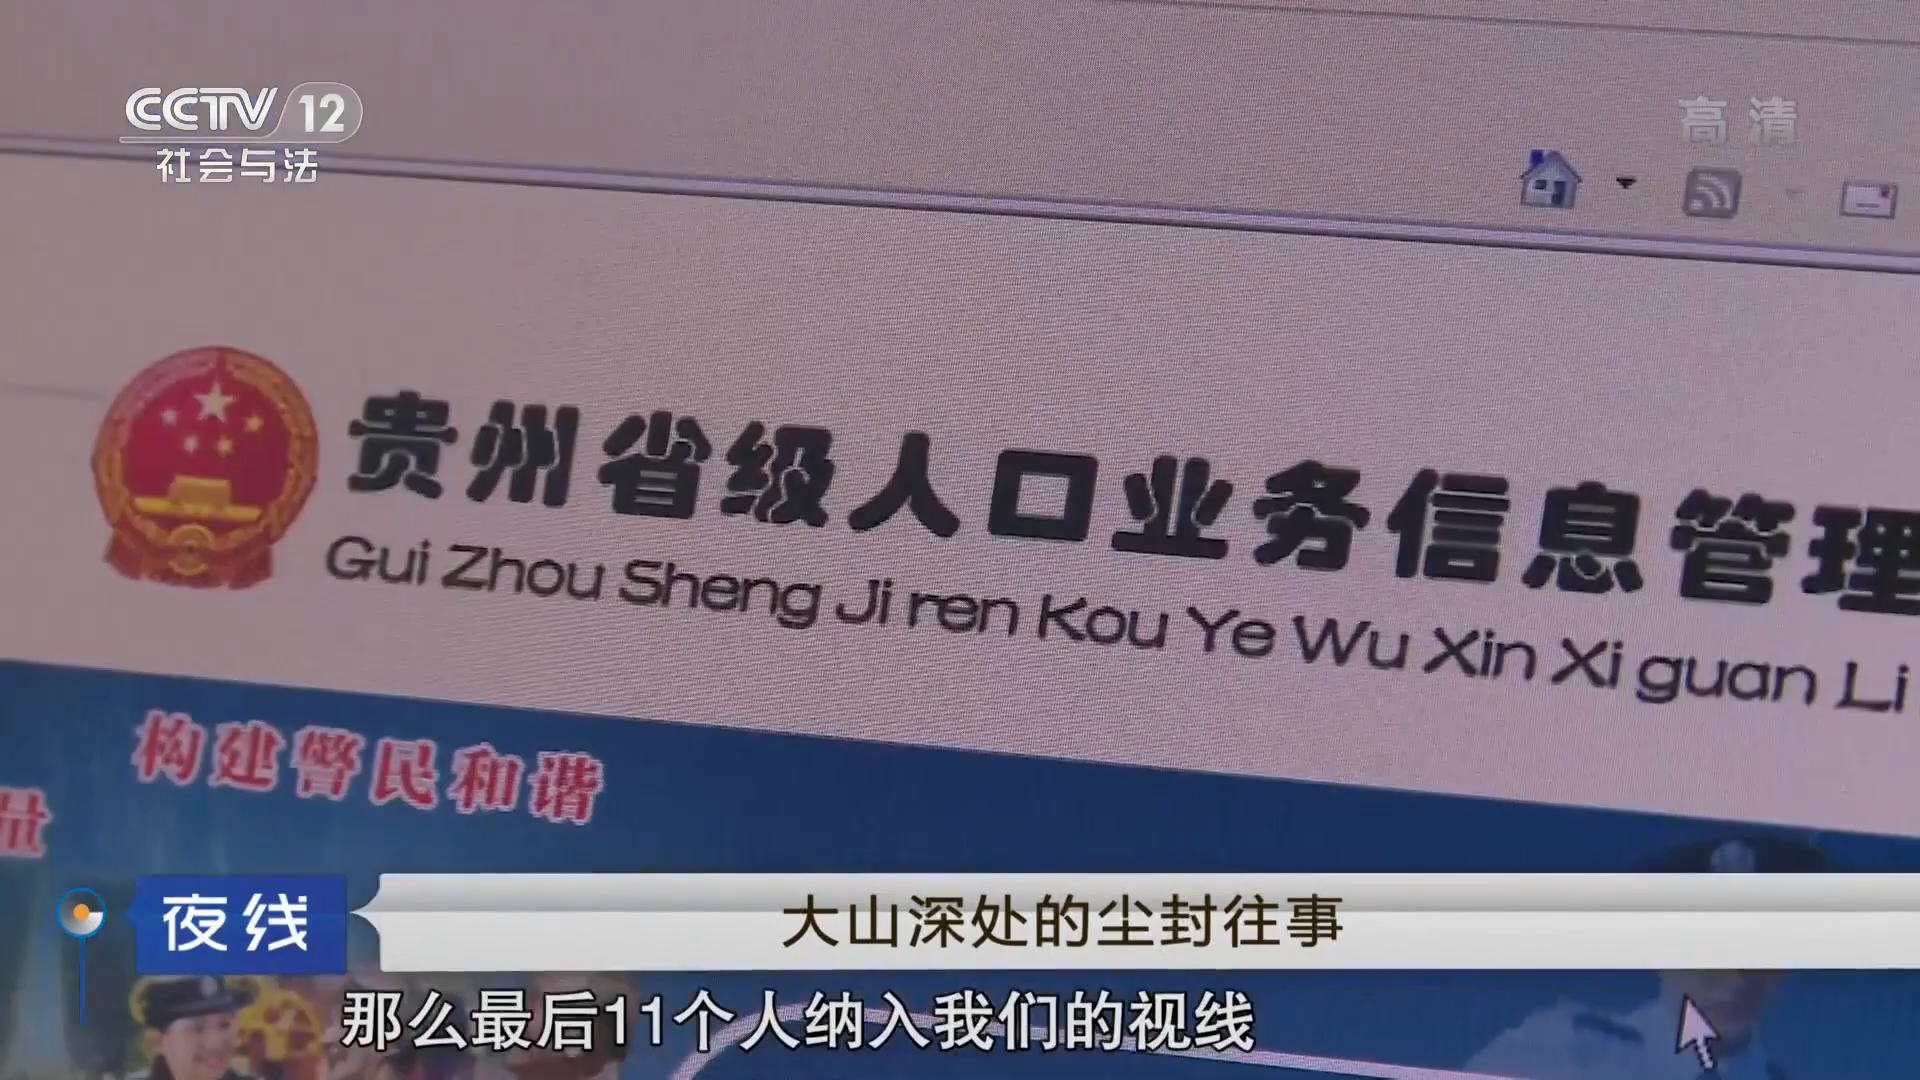 CCTV 12
社会与法
高清
贵州省级人口业务信息管理
Gui Zhou Sheng Ji ren Kou Ye Wu Xin Xi guan Li
构建警民和谐
量
夜线
大山深处的尘封往事
那么最后11个人纳入我们的视线